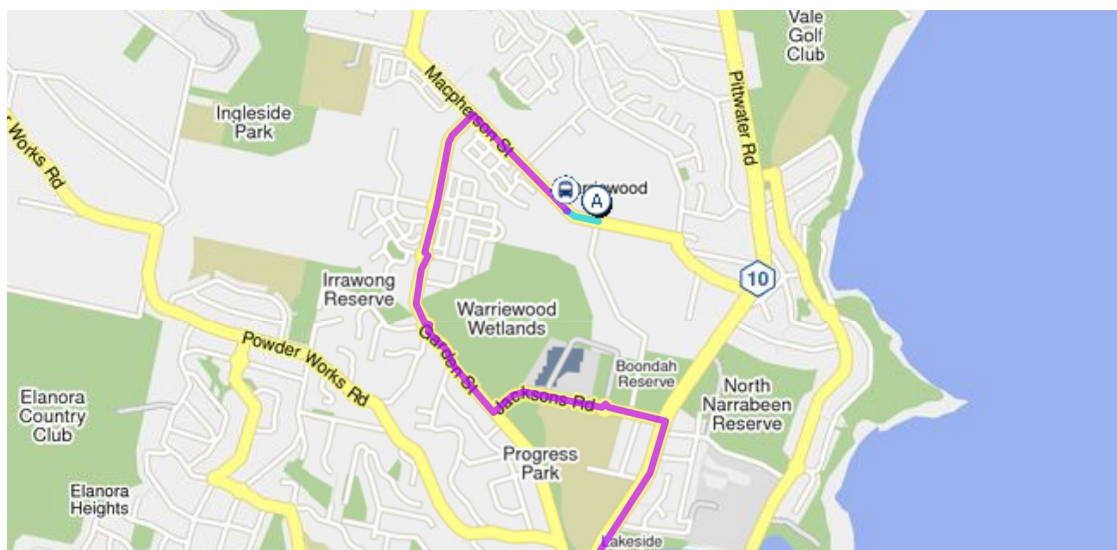 Vale
Golf
Club
Macpherson St
Pittwater Rd
Ingleside
Park
Works Rd
A
10
Irrawong
Reserve
Warriewood
Wetlands
Garden St
Powder Works Rd
Boondah
Reserve
North
Narrabeen
Reserve
Jacksons Rd
Elanora
Country
Club
Progress
Park
Elanora
Heights
Lakeside